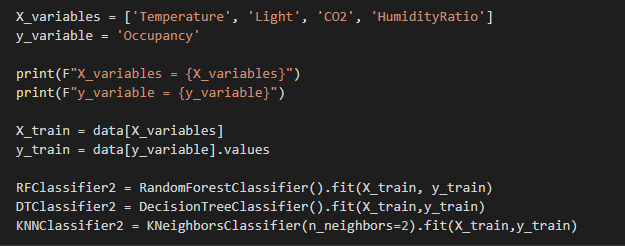 X_variables = ['Temperature', 'Light', 'CO2', 'HumidityRatio']
y_variable = 'Occupancy'
print(F"X_variables = {X_variables}")
print(F"y_variable = {y_variable}")
X_train = data[X_variables]
y_train = data[y_variable].values
RFClassifier2 = RandomForestClassifier().fit(X_train, y_train)
DTClassifier2 = DecisionTreeClassifier().fit(X_train,y_train)
KNNClassifier2 = KNeighborsClassifier(n_neighbors=2).fit(X_train,y_train)